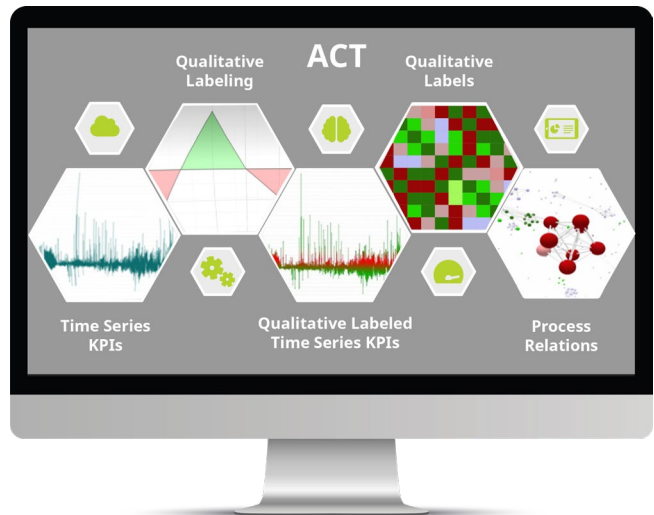 ACT
Qualitative
Labeling
Qualitative
Labels
Time Series
KPIs
Qualitative Labeled
Time Series KPIs
Process
Relations